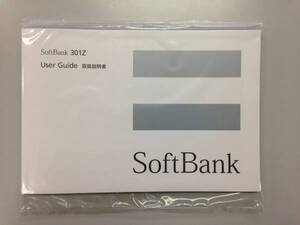 SoftBank 301Z
User Guide 取扱説明書
SoftBank